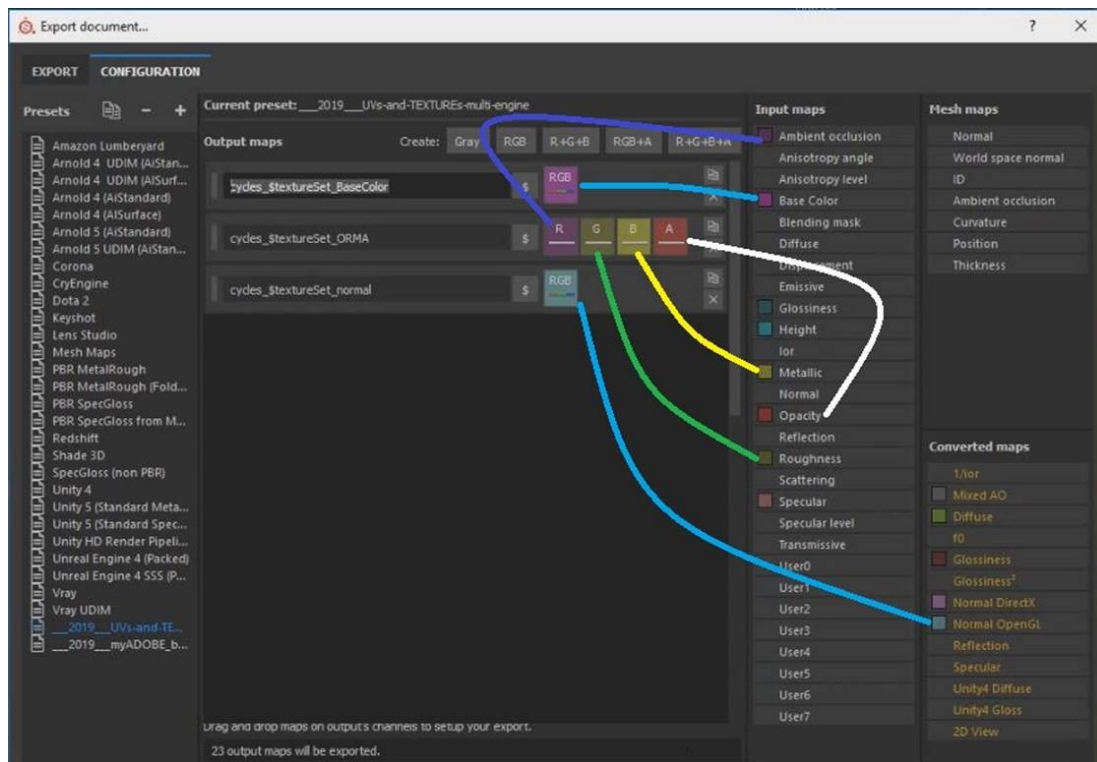 Export document...
?
EXPORT CONFIGURATION
Presets
Amazon Lumberyard
Arnold 4 UDIM (AiStan...
Arnold 4 UDIM (AlSurf...
Arnold 4 (AiStandard)
Arnold 4 (AlSurface)
Arnold 5 (AiStandard)
Arnold 5 UDIM (AiStan...
Corona
CryEngine
Dota 2
Keyshot
Lens Studio
Mesh Maps
PBR MetalRough
PBR MetalRough (Fold...
PBR SpecGloss
PBR SpecGloss from M...
Redshift
Shade 3D
SpecGloss (non PBR)
Unity 4
Unity 5 (Standard Meta...
Unity 5 (Standard Spec...
Unity HD Render Pipeli...
Unreal Engine 4 (Packed)
Unreal Engine 4 SSS (P...
Vray
Vray UDIM
___2019___UVs-and-TE...
___2019___myADOBE_b...
Current preset: ___2019___UVs-and-TEXTUREs-multi-engine
Output maps Create: Gray RGB R+G+B RGB+A R+G+B+A
cycles_$textureSet_BaseColor $ RGB
cycles_$textureSet_ORMA $ R G B A
cycles_$textureSet_normal $ RGB
Drag and drop maps on output's channels to setup your export.
23 output maps will be exported.
Input maps
Ambient occlusion
Anisotropy angle
Anisotropy level
Base Color
Blending mask
Diffuse
Displacement
Emissive
Glossiness
Height
Ior
Metallic
Normal
Opacity
Reflection
Roughness
Scattering
Specular
Specular level
Transmissive
User0
User1
User2
User3
User4
User5
User6
User7
Mesh maps
Normal
World space normal
ID
Ambient occlusion
Curvature
Position
Thickness
Converted maps
1/ior
Mixed AO
Diffuse
f0
Glossiness
Glossiness²
Normal DirectX
Normal OpenGL
Reflection
Specular
Unity4 Diffuse
Unity4 Gloss
2D View